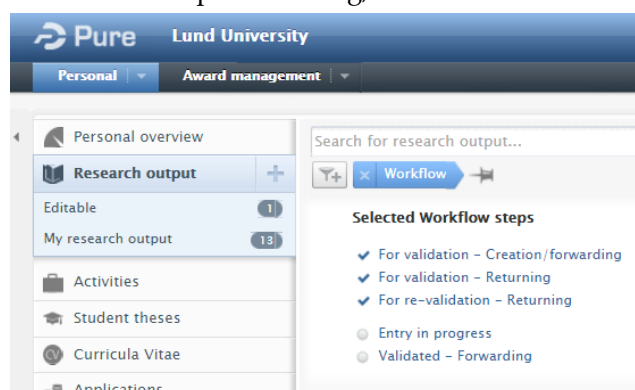 Pure Lund University
Personal Award management
Personal overview
Research output
Editable 1
My research output 13
Activities
Student theses
CV Curricula Vitae
Applications
Search for research output...
Workflow
Selected Workflow steps
For validation – Creation/forwarding
For validation – Returning
For re-validation – Returning
Entry in progress
Validated – Forwarding